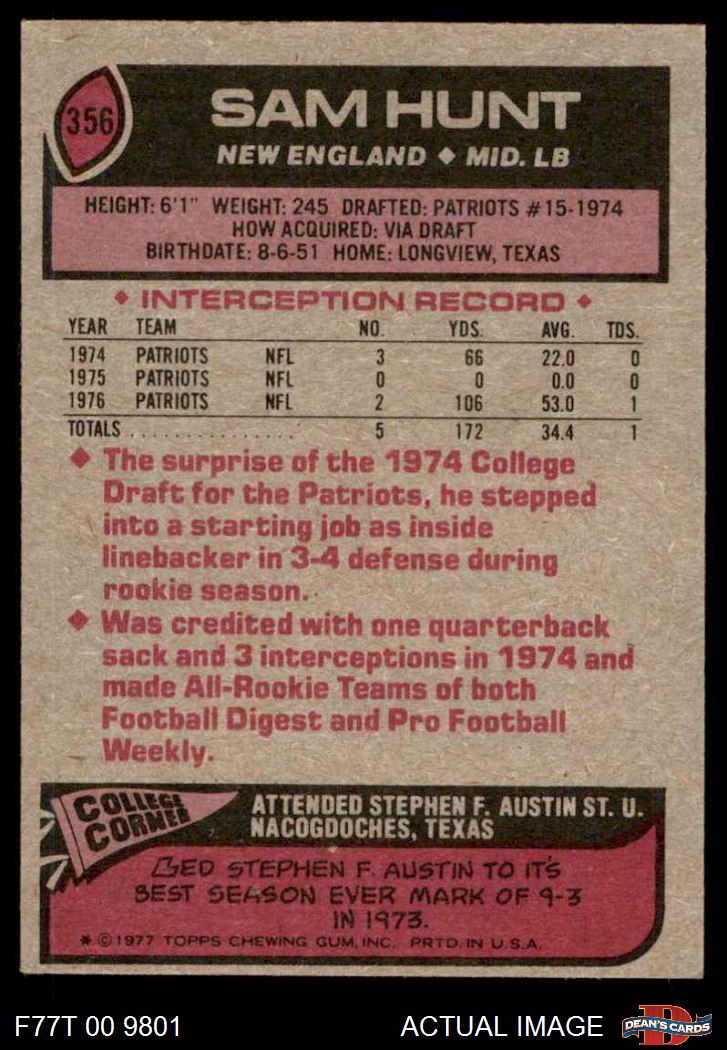 356
SAM HUNT
NEW ENGLAND ◆ MID. LB
HEIGHT: 6'1" WEIGHT: 245 DRAFTED: PATRIOTS #15-1974
HOW ACQUIRED: VIA DRAFT
BIRTHDATE: 8-6-51 HOME: LONGVIEW, TEXAS
◆ INTERCEPTION RECORD ◆
YEAR TEAM NO. YDS. AVG. TDS.
1974 PATRIOTS NFL 3 66 22.0 0
1975 PATRIOTS NFL 0 0 0.0 0
1976 PATRIOTS NFL 2 106 53.0 1
TOTALS ................ 5 172 34.4 1
◆ The surprise of the 1974 College
Draft for the Patriots, he stepped
into a starting job as inside
linebacker in 3-4 defense during
rookie season.
◆ Was credited with one quarterback
sack and 3 interceptions in 1974 and
made All-Rookie Teams of both
Football Digest and Pro Football
Weekly.
COLLEGE
CORNER
ATTENDED STEPHEN F. AUSTIN ST. U.
NACOGDOCHES, TEXAS
LED STEPHEN F. AUSTIN TO IT'S
BEST SEASON EVER MARK OF 9-3
IN 1973.
* © 1977 TOPPS CHEWING GUM, INC. PRTD. IN U.S.A.
F77T 00 9801
ACTUAL IMAGE
D
DEAN'S CARDS